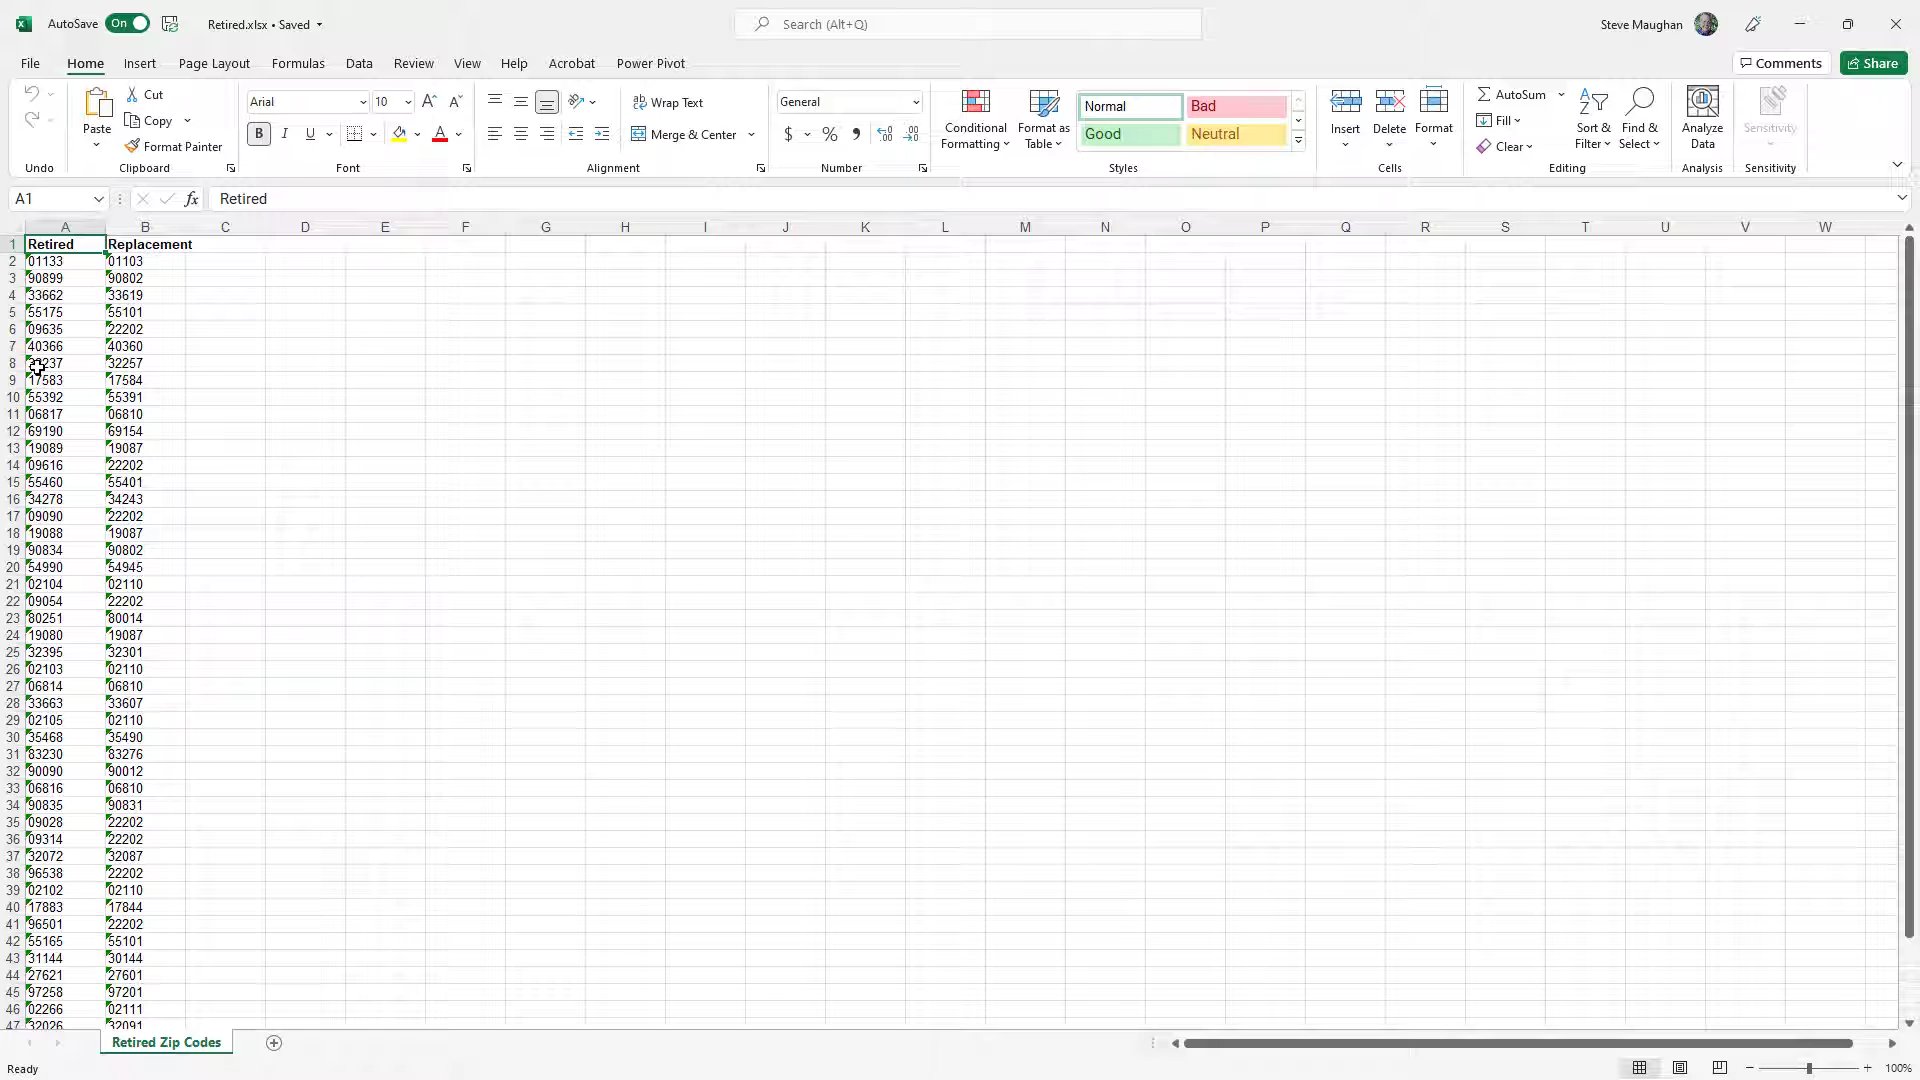 AutoSave On Retired.xlsx • Saved Search (Alt+Q) Steve Maughan
File Home Insert Page Layout Formulas Data Review View Help Acrobat Power Pivot Comments Share
Cut Arial 10 Wrap Text General Normal Bad AutoSum
Paste Copy B I U Merge & Center $ % Conditional Formatting Format as Table Good Neutral Insert Delete Format Fill Sort & Filter Find & Select Analyze Data Sensitivity
Format Painter Clear
Undo Clipboard Font Alignment Number Styles Cells Editing Analysis Sensitivity
A1 fx Retired
A B C D E F G H I J K L M N O P Q R S T U V W
1 Retired Replacement
2 01133 01103
3 90899 90802
4 33662 33619
5 55175 55101
6 09635 22202
7 40366 40360
8 237 32257
9 17583 17584
10 55392 55391
11 06817 06810
12 69190 69154
13 19089 19087
14 09616 22202
15 55460 55401
16 34278 34243
17 09090 22202
18 19088 19087
19 90834 90802
20 54990 54945
21 02104 02110
22 09054 22202
23 80251 80014
24 19080 19087
25 32395 32301
26 02103 02110
27 06814 06810
28 33663 33607
29 02105 02110
30 35468 35490
31 83230 83276
32 90090 90012
33 06816 06810
34 90835 90831
35 09028 22202
36 09314 22202
37 32072 32087
38 96538 22202
39 02102 02110
40 17883 17844
41 96501 22202
42 55165 55101
43 31144 30144
44 27621 27601
45 97258 97201
46 02266 02111
47 32026 32091
Retired Zip Codes
Ready 100%